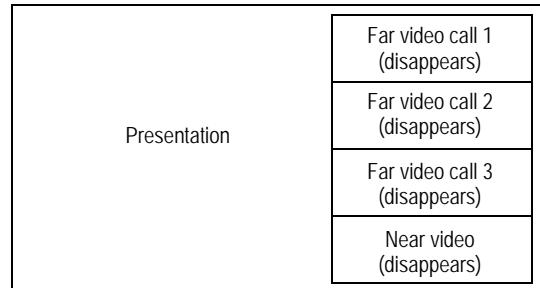 Presentation
Far video call 1
(disappears)
Far video call 2
(disappears)
Far video call 3
(disappears)
Near video
(disappears)